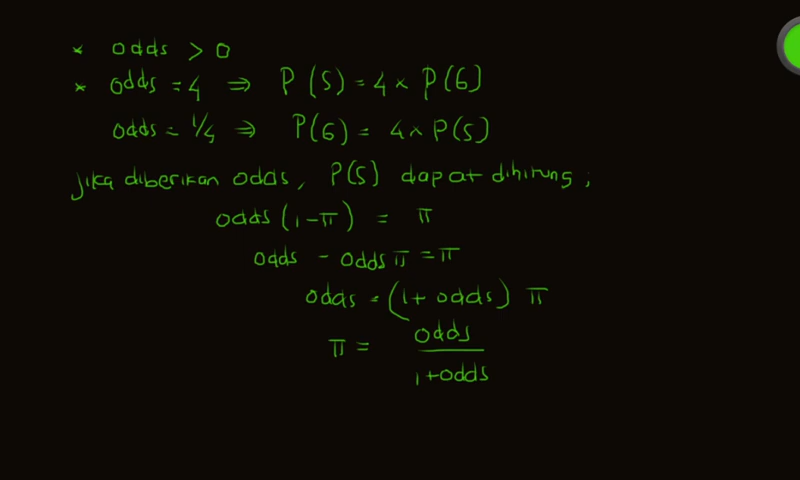 * odds > 0
* odds = 4 ⇒ P(S) = 4 × P(G)
odds = 1/4 ⇒ P(G) = 4 × P(S)
jika diberikan odds, P(S) dapat dihitung ;
odds (1-π) = π
odds - odds π = π
odds = (1 + odds) π
π = odds / 1+odds